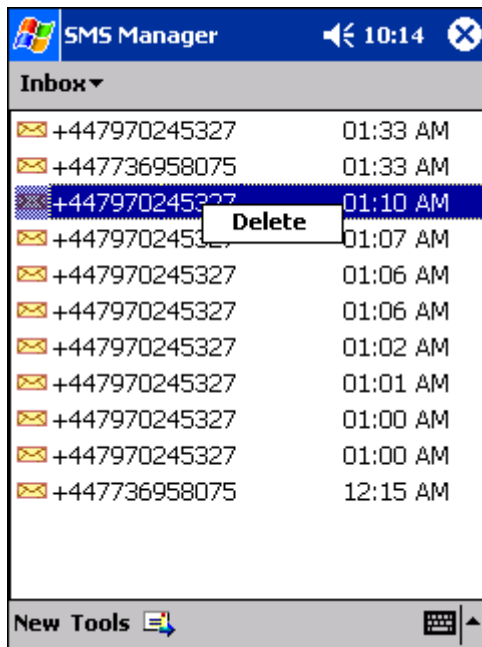 SMS Manager 10:14
Inbox
+447970245327 01:33 AM
+447736958075 01:33 AM
+447970245327 01:10 AM
Delete
+447970245327 01:07 AM
+447970245327 01:06 AM
+447970245327 01:06 AM
+447970245327 01:02 AM
+447970245327 01:01 AM
+447970245327 01:00 AM
+447970245327 01:00 AM
+447736958075 12:15 AM
New Tools